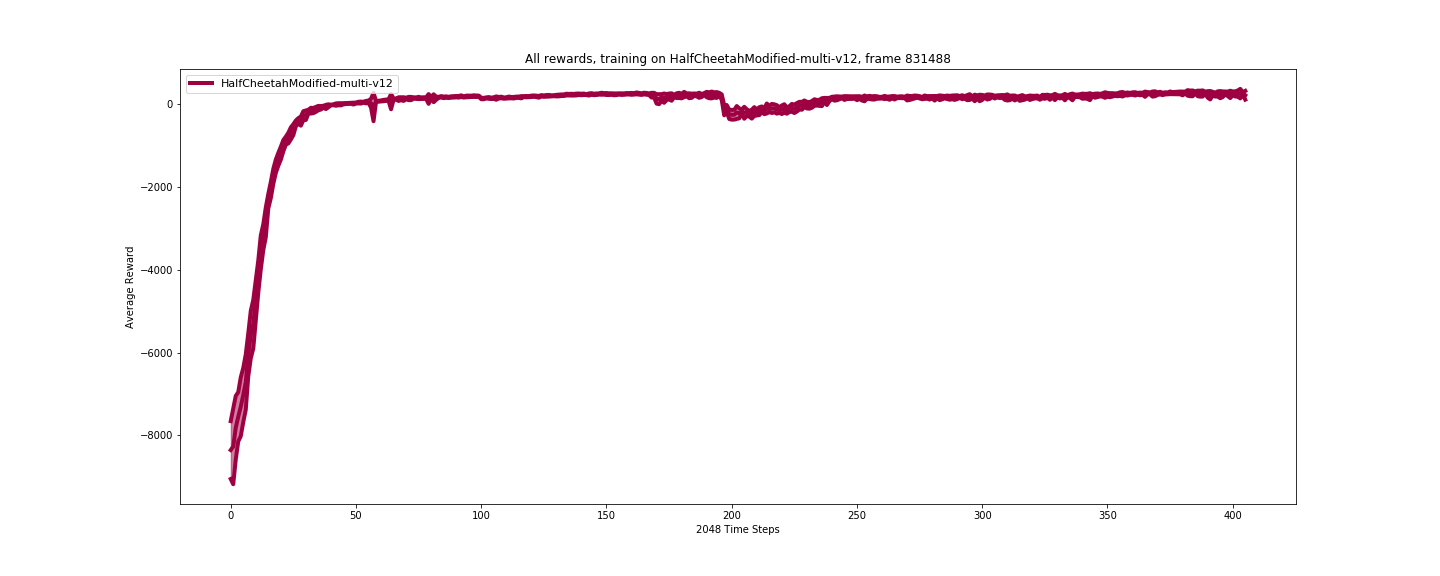 All rewards, training on HalfCheetahModified-multi-v12, frame 831488
HalfCheetahModified-multi-v12
0
−2000
−4000
−6000
−8000
Average Reward
0 50 100 150 200 250 300 350 400
2048 Time Steps